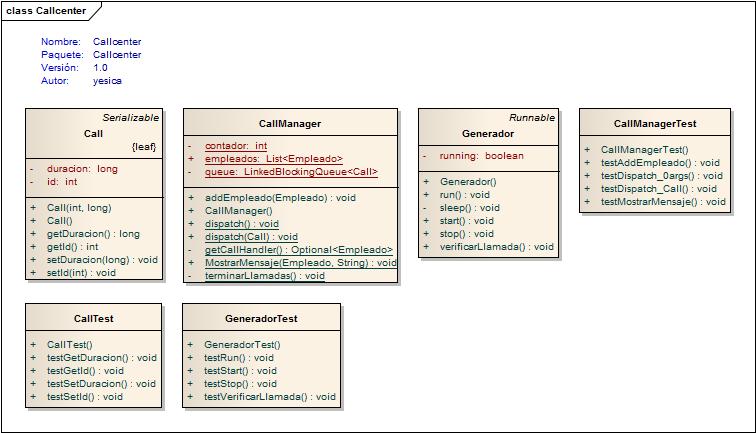 class Callcenter
Nombre: Callcenter
Paquete: Callcenter
Versión: 1.0
Autor: yesica
Serializable
Call
{leaf}
- duracion: long
- id: int
+ Call(int, long)
+ Call()
+ getDuracion() : long
+ getId() : int
+ setDuracion(long) : void
+ setId(int) : void
CallManager
- contador: int
+ empleados: List<Empleado>
- queue: LinkedBlockingQueue<Call>
+ addEmpleado(Empleado) : void
+ CallManager()
+ dispatch() : void
+ dispatch(Call) : void
- getCallHandler() : Optional<Empleado>
+ MostrarMensaje(Empleado, String) : void
- terminarLlamadas() : void
Runnable
Generador
- running: boolean
+ Generador()
+ run() : void
- sleep() : void
+ start() : void
+ stop() : void
+ verificarLlamada() : void
CallManagerTest
+ CallManagerTest()
+ testAddEmpleado() : void
+ testDispatch_0args() : void
+ testDispatch_Call() : void
+ testMostrarMensaje() : void
CallTest
+ CallTest()
+ testGetDuracion() : void
+ testGetId() : void
+ testSetDuracion() : void
+ testSetId() : void
GeneradorTest
+ GeneradorTest()
+ testRun() : void
+ testStart() : void
+ testStop() : void
+ testVerificarLlamada() : void